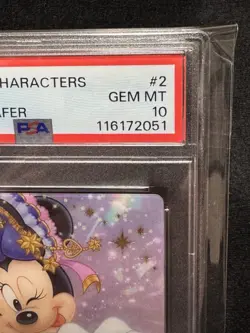 HARACTERS #2
GEM MT
AFER 10
PSA 116172051